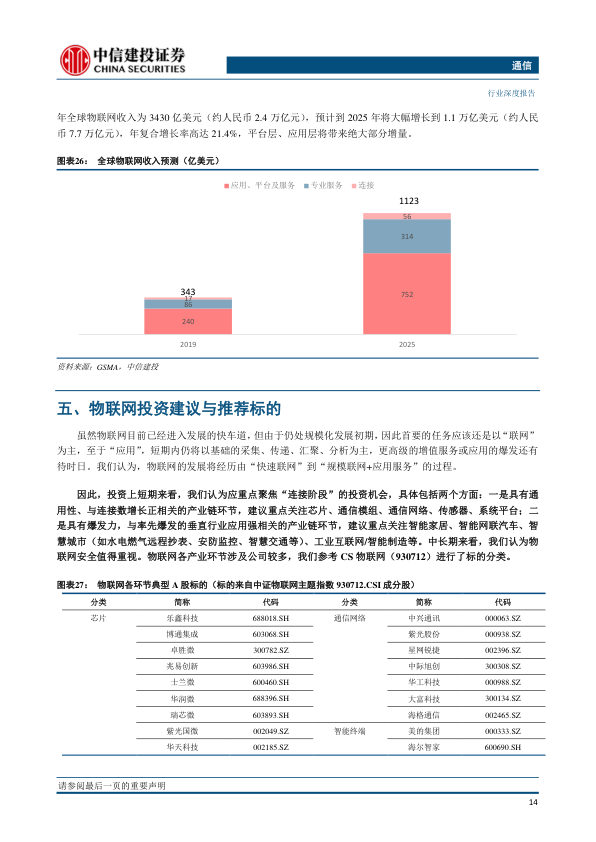 中信建投证券
CHINA SECURITIES
通信
行业深度报告
年全球物联网收入为 3430 亿美元（约人民币 2.4 万亿元），预计到 2025 年将大幅增长到 1.1 万亿美元（约人民
币 7.7 万亿元），年复合增长率高达 21.4%，平台层、应用层将带来绝大部分增量。
图表26： 全球物联网收入预测（亿美元）
应用、平台及服务 专业服务 连接
1123
56
314
752
343
17
86
240
2019 2025
资料来源：GSMA，中信建投
五、物联网投资建议与推荐标的
虽然物联网目前已经进入发展的快车道，但由于仍处规模化发展初期，因此首要的任务应该还是以“联网”
为主，至于“应用”，短期内仍将以基础的采集、传递、汇聚、分析为主，更高级的增值服务或应用的爆发还有
待时日。我们认为，物联网的发展将经历由“快速联网”到“规模联网+应用服务”的过程。
因此，投资上短期来看，我们认为应重点聚焦“连接阶段”的投资机会，具体包括两个方面：一是具有通
用性、与连接数增长正相关的产业链环节，建议重点关注芯片、通信模组、通信网络、传感器、系统平台；二
是具有爆发力，与率先爆发的垂直行业应用强相关的产业链环节，建议重点关注智能家居、智能网联汽车、智
慧城市（如水电燃气远程抄表、安防监控、智慧交通等）、工业互联网/智能制造等。中长期来看，我们认为物
联网安全值得重视。物联网各产业环节涉及公司较多，我们参考 CS 物联网（930712）进行了标的分类。
图表27： 物联网各环节典型 A 股标的（标的来自中证物联网主题指数 930712.CSI 成分股）
分类 简称 代码 分类 简称 代码
芯片 乐鑫科技 688018.SH 通信网络 中兴通讯 000063.SZ
博通集成 603068.SH 紫光股份 000938.SZ
卓胜微 300782.SZ 星网锐捷 002396.SZ
兆易创新 603986.SH 中际旭创 300308.SZ
士兰微 600460.SH 华工科技 000988.SZ
华润微 688396.SH 大富科技 300134.SZ
瑞芯微 603893.SH 海格通信 002465.SZ
紫光国微 002049.SZ 智能终端 美的集团 000333.SZ
华天科技 002185.SZ 海尔智家 600690.SH
请参阅最后一页的重要声明
14